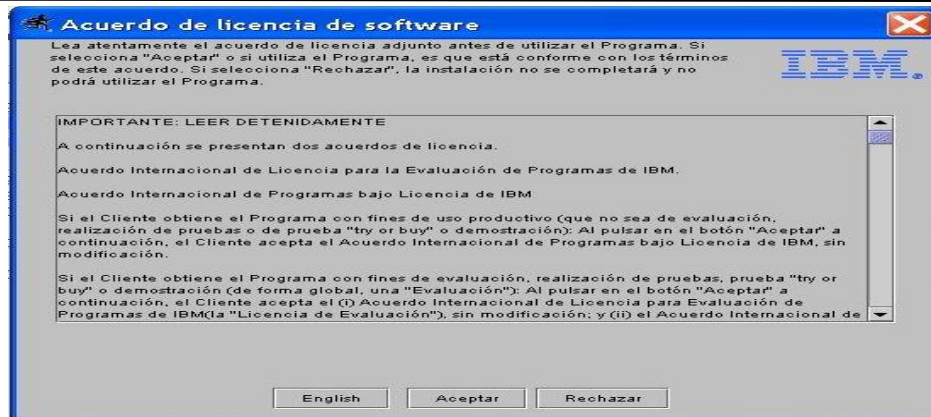 Acuerdo de licencia de software
Lea atentamente el acuerdo de licencia adjunto antes de utilizar el Programa. Si
selecciona "Aceptar" o si utiliza el Programa, es que está conforme con los términos
de este acuerdo. Si selecciona "Rechazar", la instalación no se completará y no
podrá utilizar el Programa.
IBM.
IMPORTANTE: LEER DETENIDAMENTE
A continuación se presentan dos acuerdos de licencia.
Acuerdo Internacional de Licencia para la Evaluación de Programas de IBM.
Acuerdo Internacional de Programas bajo Licencia de IBM
Si el Cliente obtiene el Programa con fines de uso productivo (que no sea de evaluación,
realización de pruebas o de prueba "try or buy" o demostración): Al pulsar en el botón "Aceptar" a
continuación, el Cliente acepta el Acuerdo Internacional de Programas bajo Licencia de IBM, sin
modificación.
Si el Cliente obtiene el Programa con fines de evaluación, realización de pruebas, prueba "try or
buy" o demostración (de forma global, una "Evaluación"): Al pulsar en el botón "Aceptar" a
continuación, el Cliente acepta el (i) Acuerdo Internacional de Licencia para Evaluación de
Programas de IBM(la "Licencia de Evaluación"), sin modificación; y (ii) el Acuerdo Internacional de
English
Aceptar
Rechazar